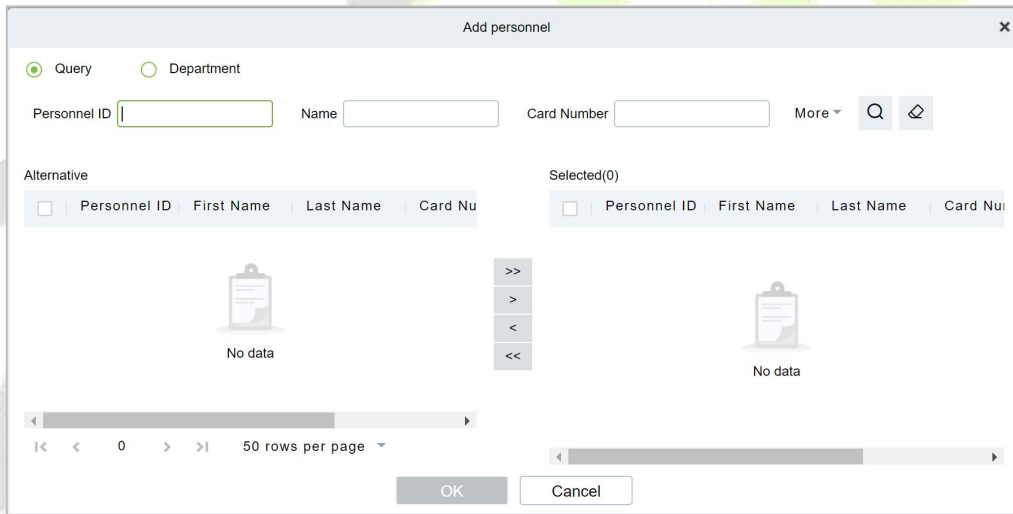 Add personnel
Query Department
Personnel ID Name Card Number More
Alternative Selected(0)
Personnel ID First Name Last Name Card Nu Personnel ID First Name Last Name Card Nu
>>
>
<
<<
No data No data
0 50 rows per page
OK Cancel